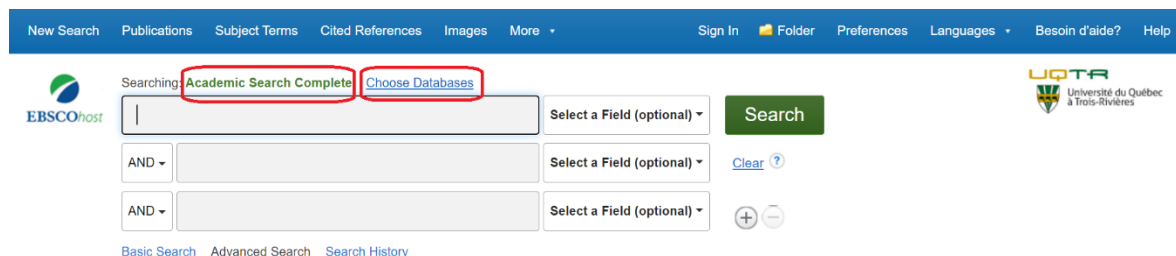 New Search Publications Subject Terms Cited References Images More Sign In Folder Preferences Languages Besoin d'aide? Help
Searching: Academic Search Complete Choose Databases
EBSCOhost
Select a Field (optional)
Search
UQTR
Université du Québec
à Trois-Rivières
AND
Select a Field (optional)
Clear ?
AND
Select a Field (optional)
Basic Search Advanced Search Search History